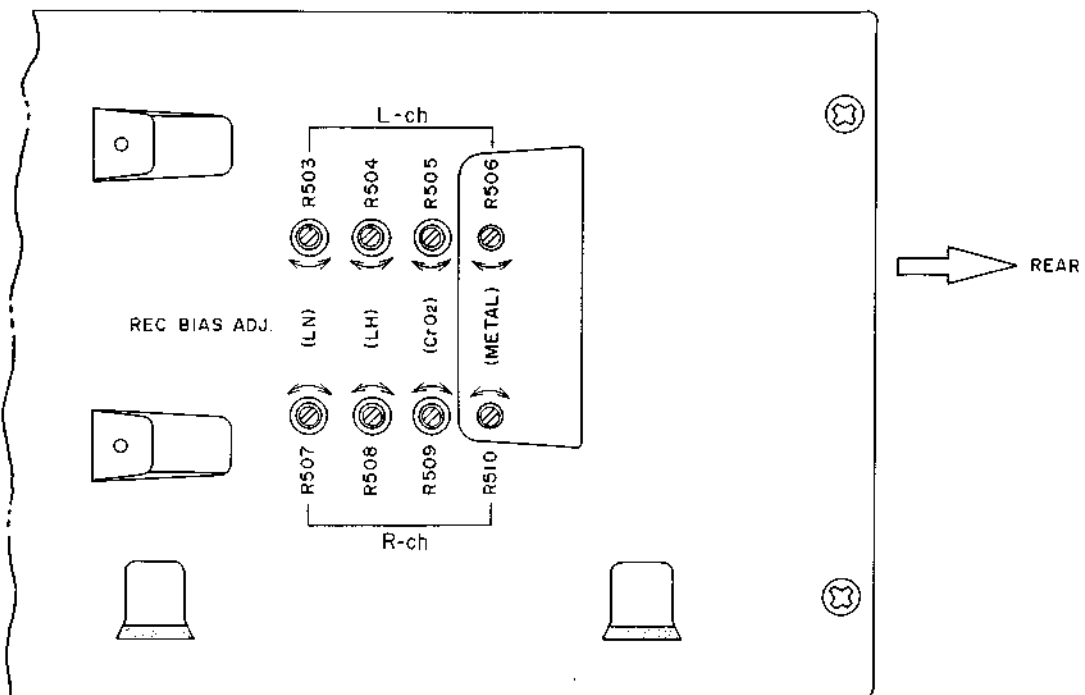 L-ch
R503 R504 R505 R506
REAR
REC BIAS ADJ. (LN) (LH) (CrO2) (METAL)
R507 R508 R509 R510
R-ch